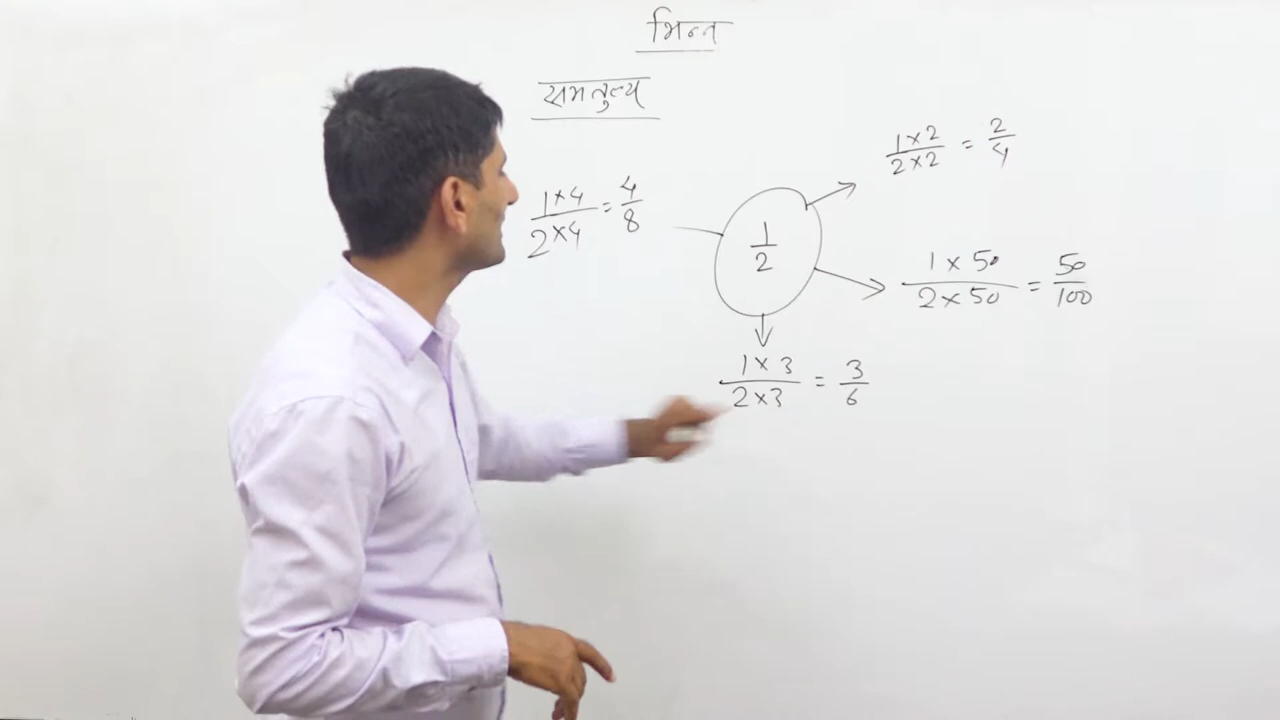 भिन्न
समतुल्य
1×2/2×2 = 2/4
1×4/2×4 = 4/8
1/2
1 × 50/2 × 50 = 50/100
1×3/2×3 = 3/6